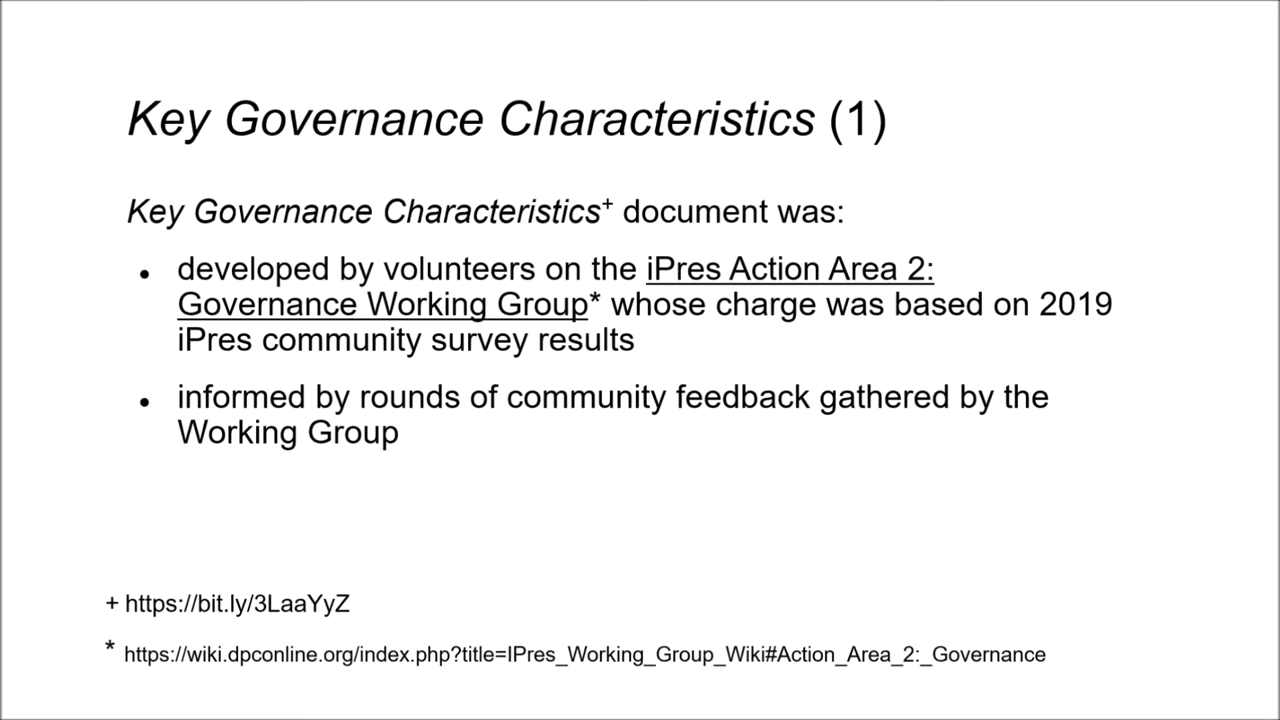 Key Governance Characteristics (1)
Key Governance Characteristics+ document was:
• developed by volunteers on the iPres Action Area 2:
Governance Working Group* whose charge was based on 2019
iPres community survey results
• informed by rounds of community feedback gathered by the
Working Group
+ https://bit.ly/3LaaYyZ
* https://wiki.dpconline.org/index.php?title=IPres_Working_Group_Wiki#Action_Area_2:_Governance